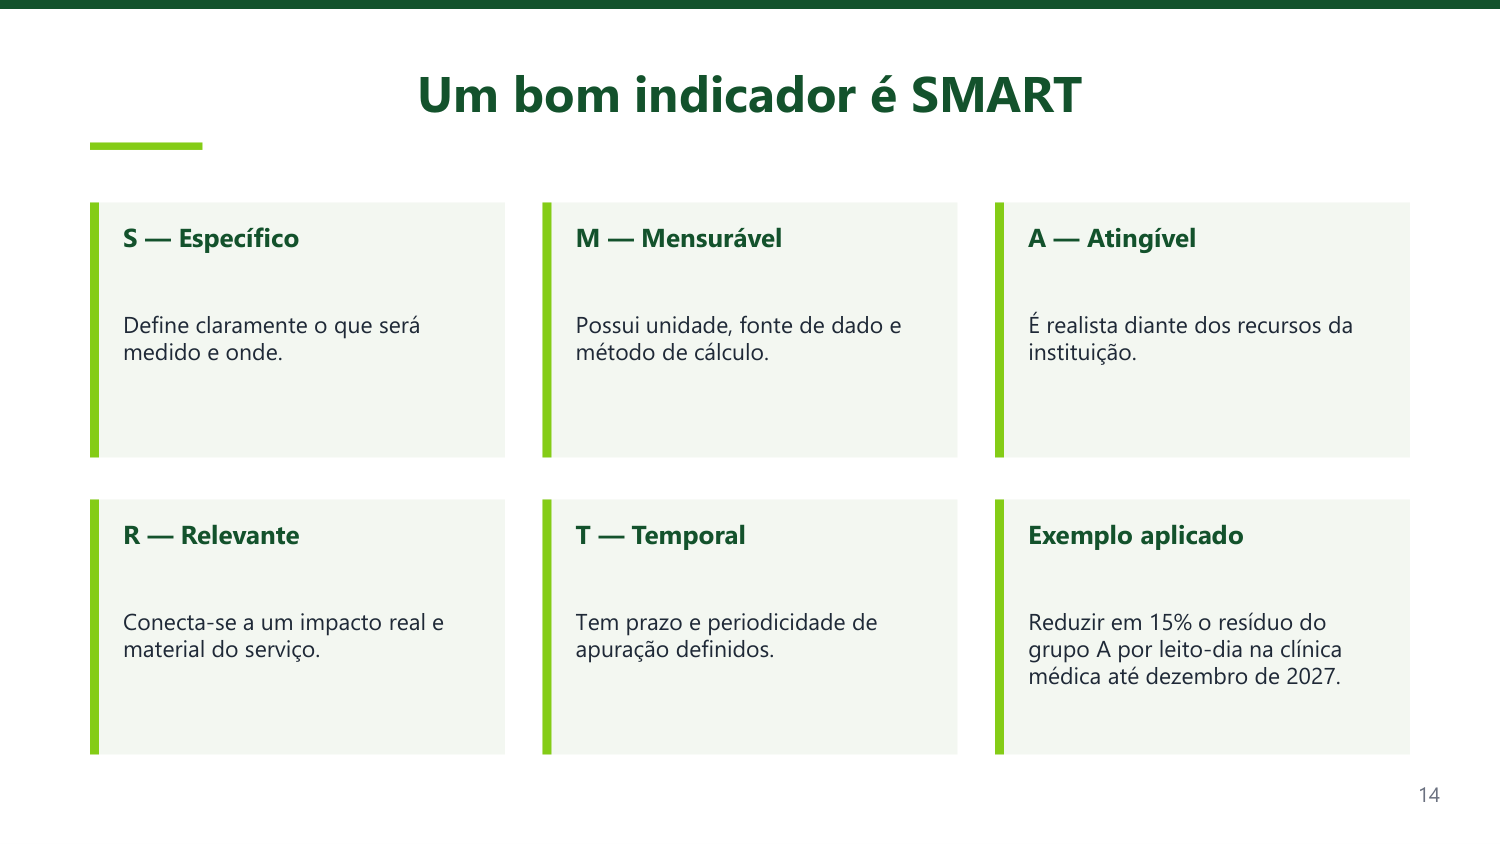 Um bom indicador é SMART
S — Específico
Define claramente o que será
medido e onde.
M — Mensurável
Possui unidade, fonte de dado e
método de cálculo.
A — Atingível
É realista diante dos recursos da
instituição.
R — Relevante
Conecta-se a um impacto real e
material do serviço.
T — Temporal
Tem prazo e periodicidade de
apuração definidos.
Exemplo aplicado
Reduzir em 15% o resíduo do
grupo A por leito-dia na clínica
médica até dezembro de 2027.
14